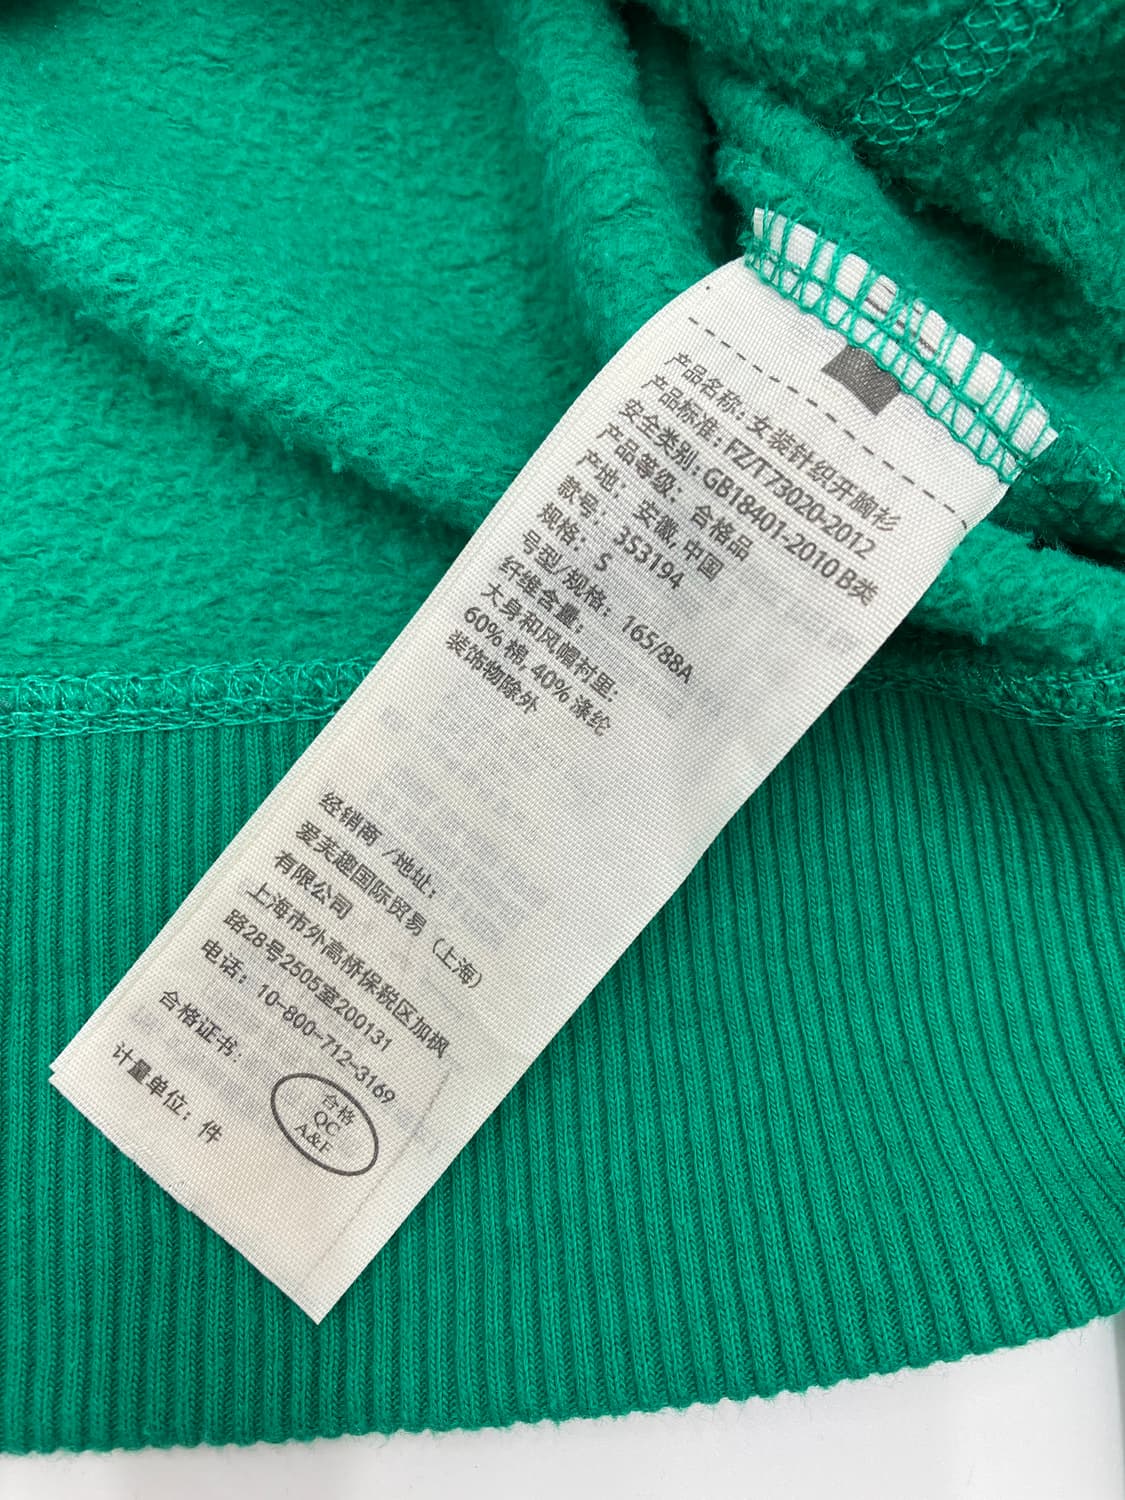 产品名称：女装针织开胸衫
产品标准：FZ/T73020-2012
安全类别：GB18401-2010 B类
产品等级： 合格品
产地： 安徽, 中国
款号： 353194
规格： S
号型/规格： 165/88A
纤维含量：
大身和风帽衬里：
60% 棉, 40% 涤纶
装饰物除外
经销商 /地址：
爱芙趣国际贸易（上海）
有限公司
上海市外高桥保税区加枫
路28号2505室200131
电话：10-800-712-3169
合格证书：
合格
QC
A&F
计量单位： 件